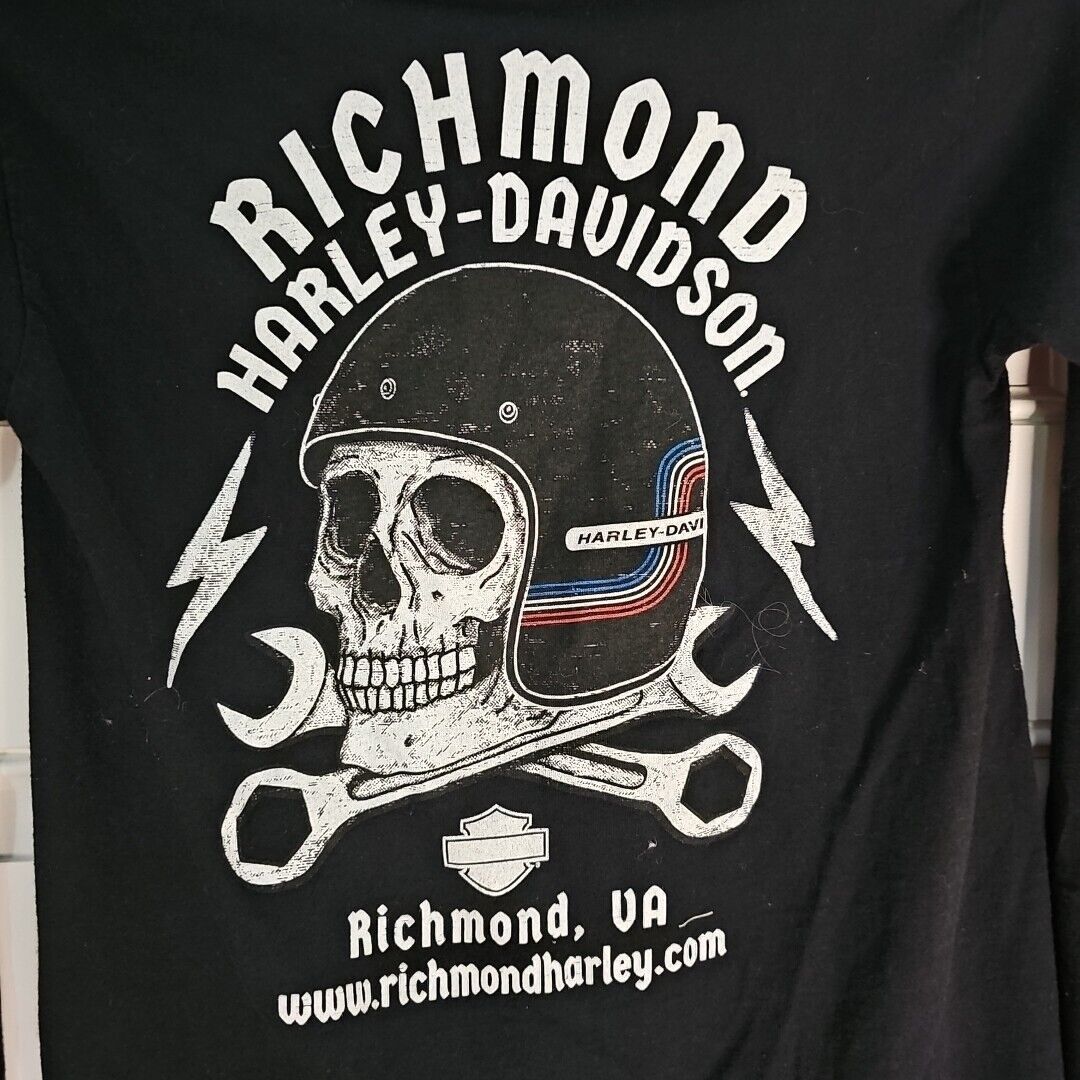 RICHMOND
HARLEY-DAVIDSON
HARLEY-DAVI
Richmond, VA
www.richmondharley.com